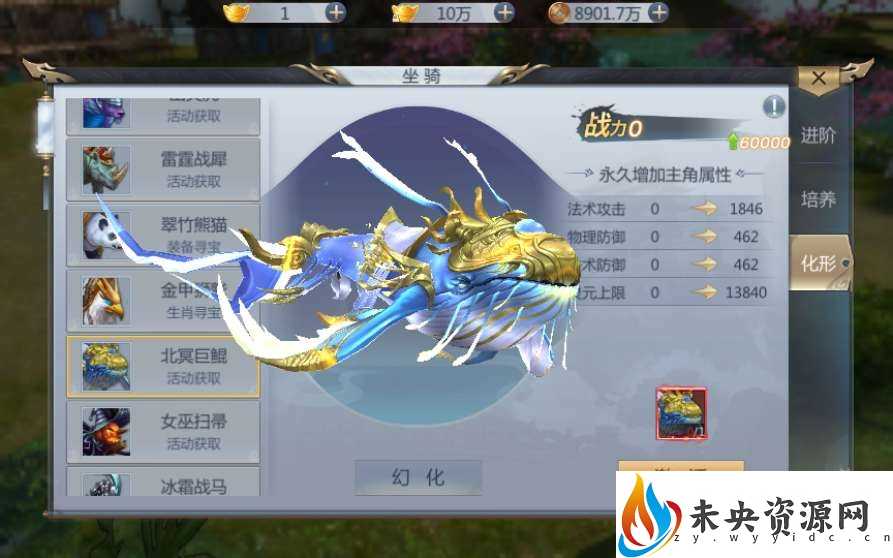 1
10万
8901.7万
坐骑
活动获取
雷霆战犀
活动获取
翠竹熊猫
装备寻宝
金甲
生肖寻宝
北冥巨鲲
活动获取
女巫扫帚
活动获取
冰霜战马
战力0
60000
永久增加主角属性
法术攻击 0 1846
物理防御 0 462
术防御 0 462
元上限 0 13840
幻化
进阶
培养
化形
未央资源网
zy.wyyidc.cn